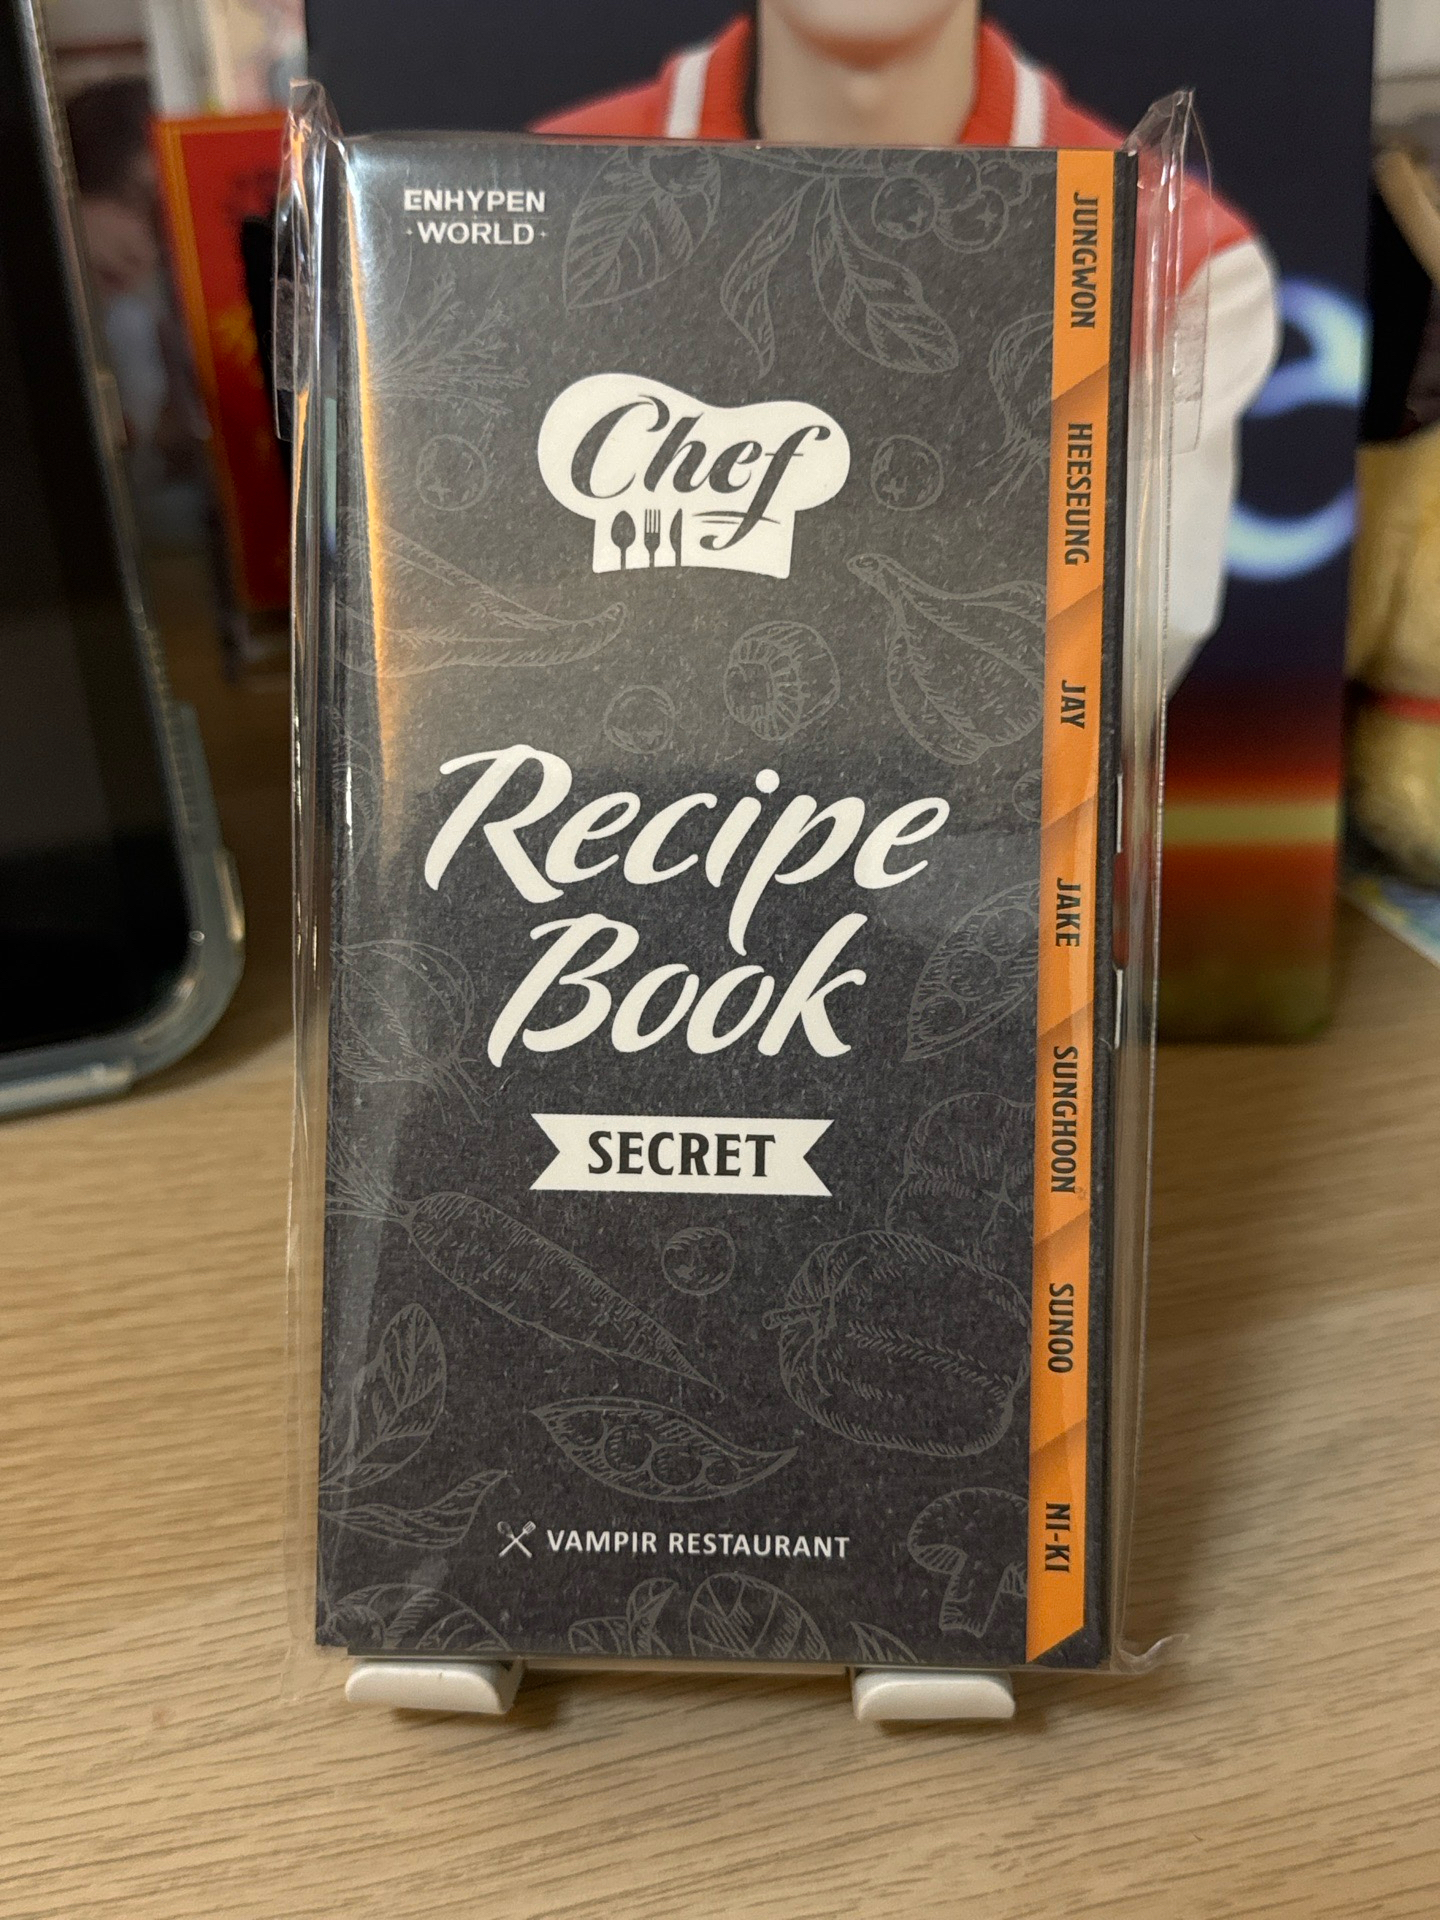 ENHYPEN
WORLD
Chef
Recipe
Book
SECRET
VAMPIR RESTAURANT
JUNGWON
HEESEUNG
JAY
JAKE
SUNGHOON
SUNOO
NI-KI